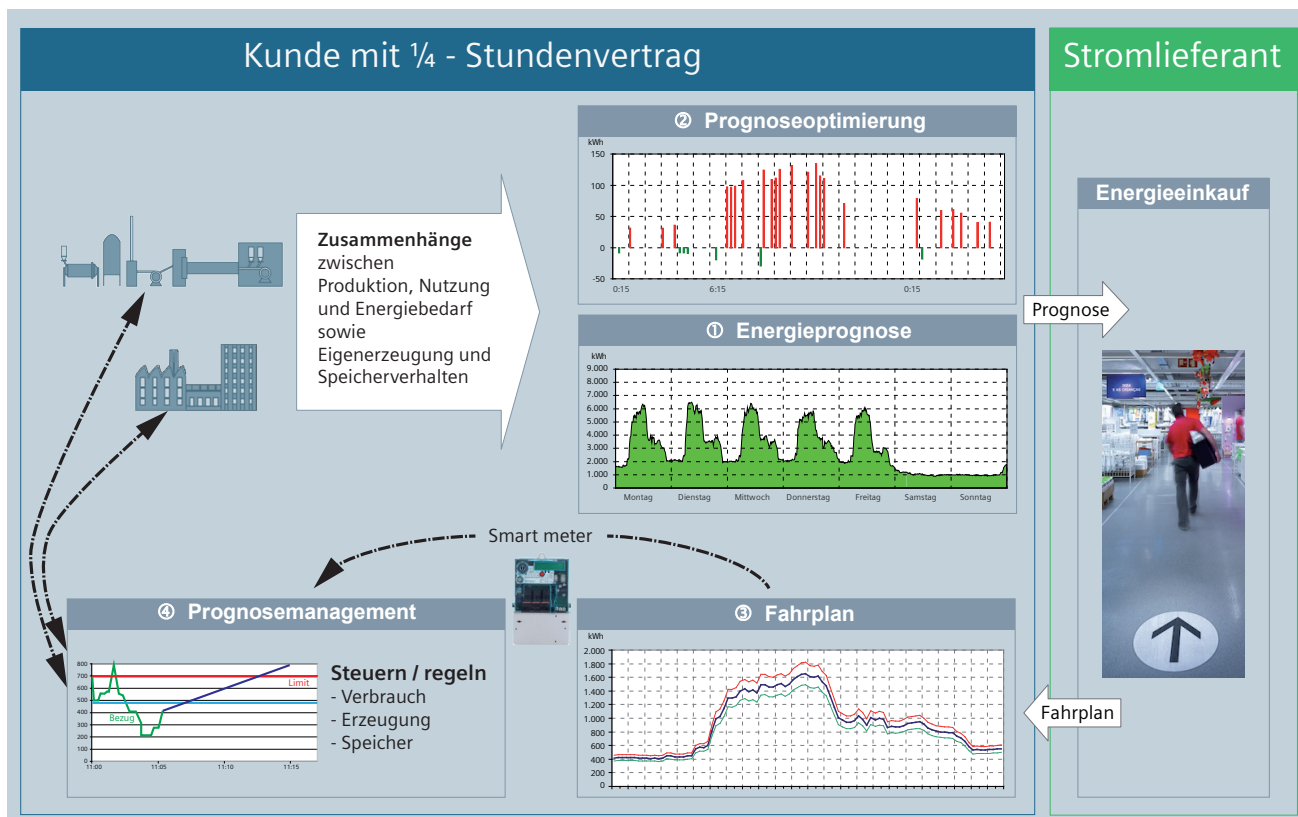 Kunde mit ¼ - Stundenvertrag
Stromlieferant
② Prognoseoptimierung
kWh
150
100
50
0
-50
0:15
6:15
0:15
Zusammenhänge
zwischen
Produktion, Nutzung
und Energiebedarf
sowie
Eigenerzeugung und
Speicherverhalten
① Energieprognose
kWh
9.000
8.000
7.000
6.000
5.000
4.000
3.000
2.000
1.000
0
Montag
Dienstag
Mittwoch
Donnerstag
Freitag
Samstag
Sonntag
Energieeinkauf
Prognose
Smart meter
④ Prognosemanagement
800
700
600
500
400
300
200
100
0
Limit
Bezug
11:00
11:05
11:10
11:15
Steuern / regeln
- Verbrauch
- Erzeugung
- Speicher
③ Fahrplan
kWh
2.000
1.800
1.600
1.400
1.200
1.000
800
600
400
200
0
Fahrplan